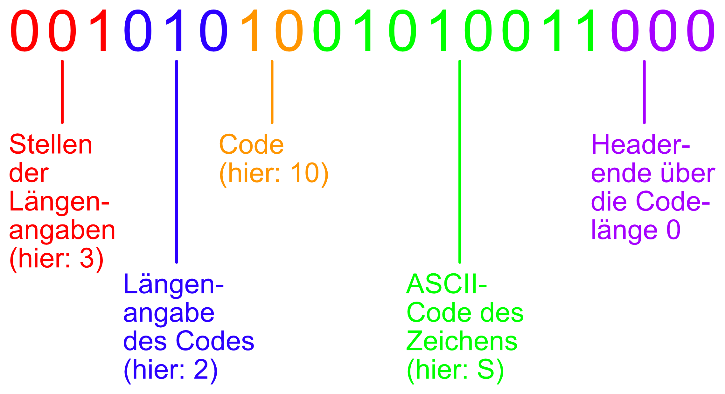 0010101001010011000
Stellen
der
Längen-
angaben
(hier: 3)
Längen-
angabe
des Codes
(hier: 2)
Code
(hier: 10)
ASCII-
Code des
Zeichens
(hier: S)
Header-
ende über
die Code-
länge 0